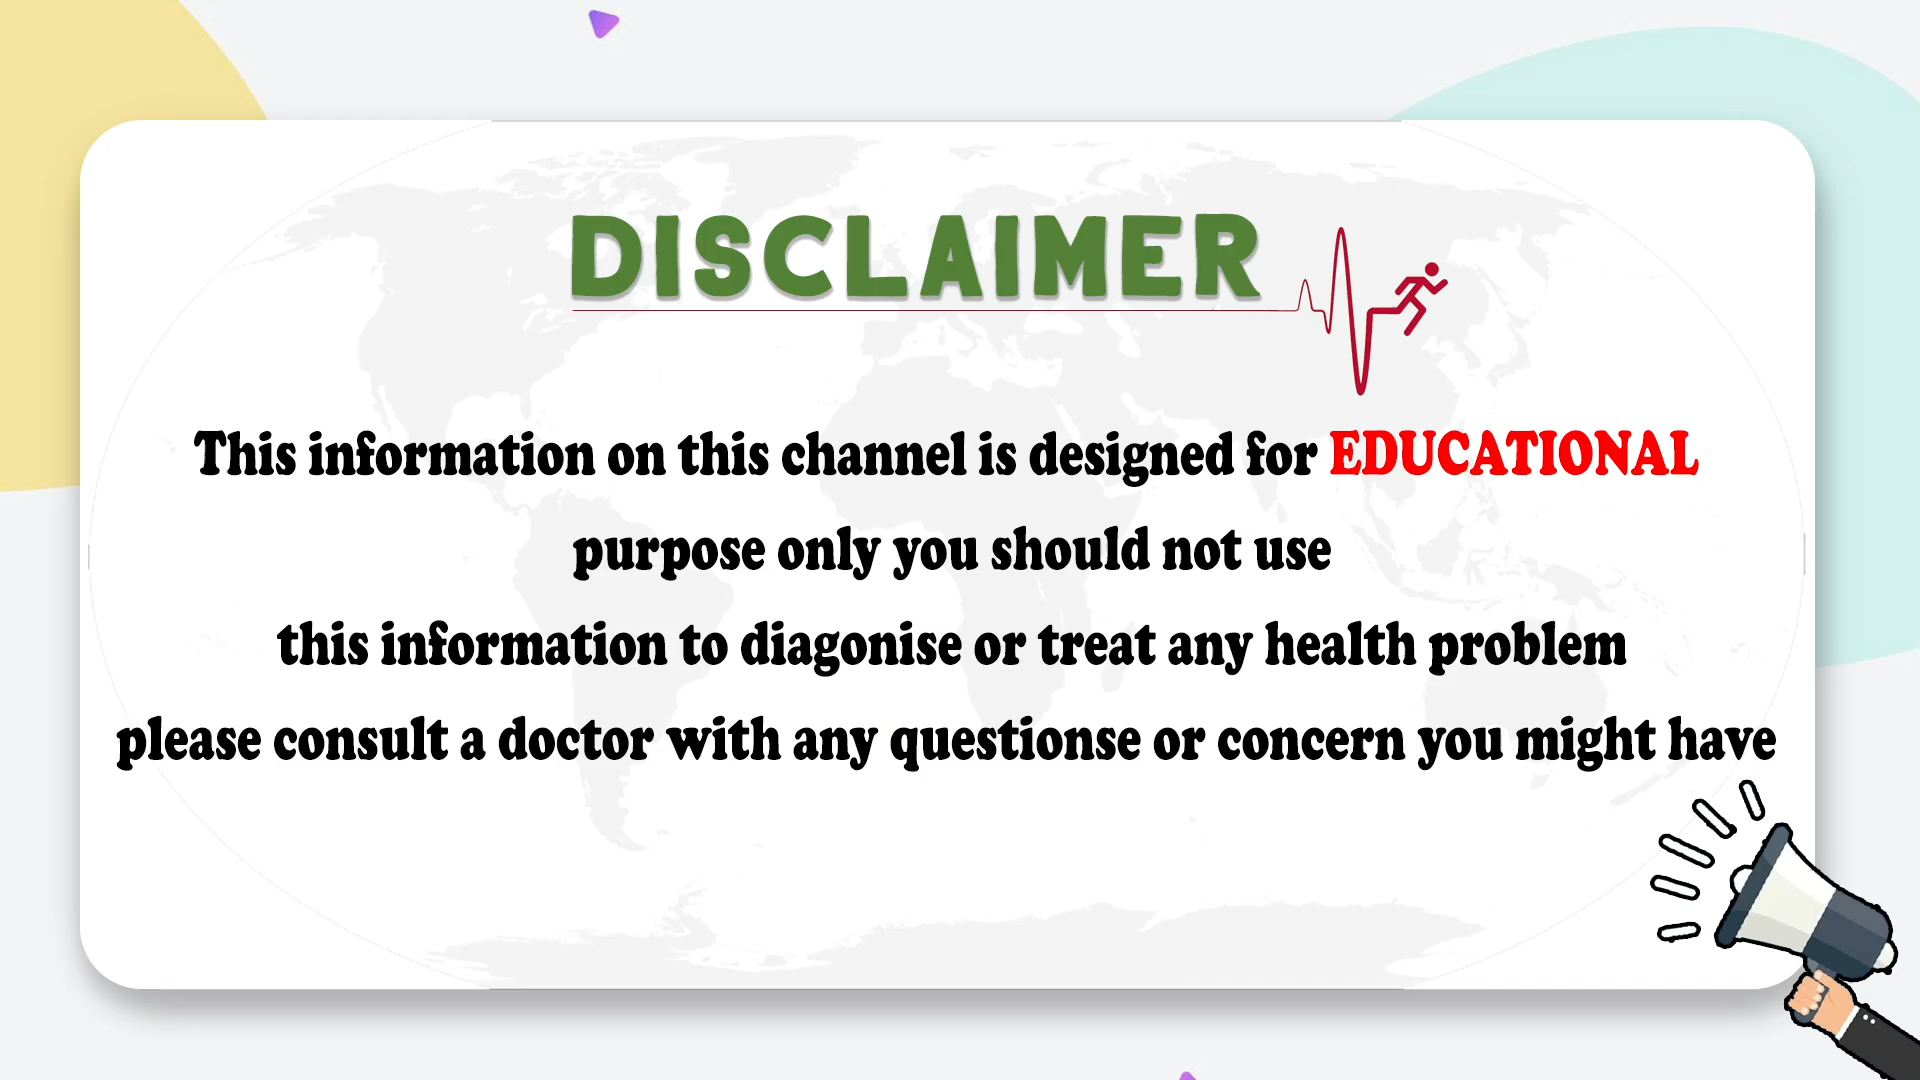 DISCLAIMER
This information on this channel is designed for EDUCATIONAL
purpose only you should not use
this information to diagonise or treat any health problem
please consult a doctor with any questionse or concern you might have